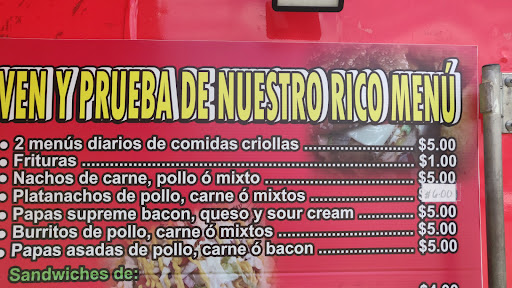 VEN Y PRUEBA DE NUESTRO RICO MENÚ
• 2 menús diarios de comidas criollas ........ $5.00
• Frituras ........ $1.00
• Nachos de carne, pollo ó mixto ........ $5.00
• Platanachos de pollo, carne ó mixtos ........ $6.00
• Papas supreme bacon, queso y sour cream ........ $5.00
• Burritos de pollo, carne ó mixtos ........ $5.00
• Papas asadas de pollo, carne ó bacon ........ $5.00
Sandwiches de: